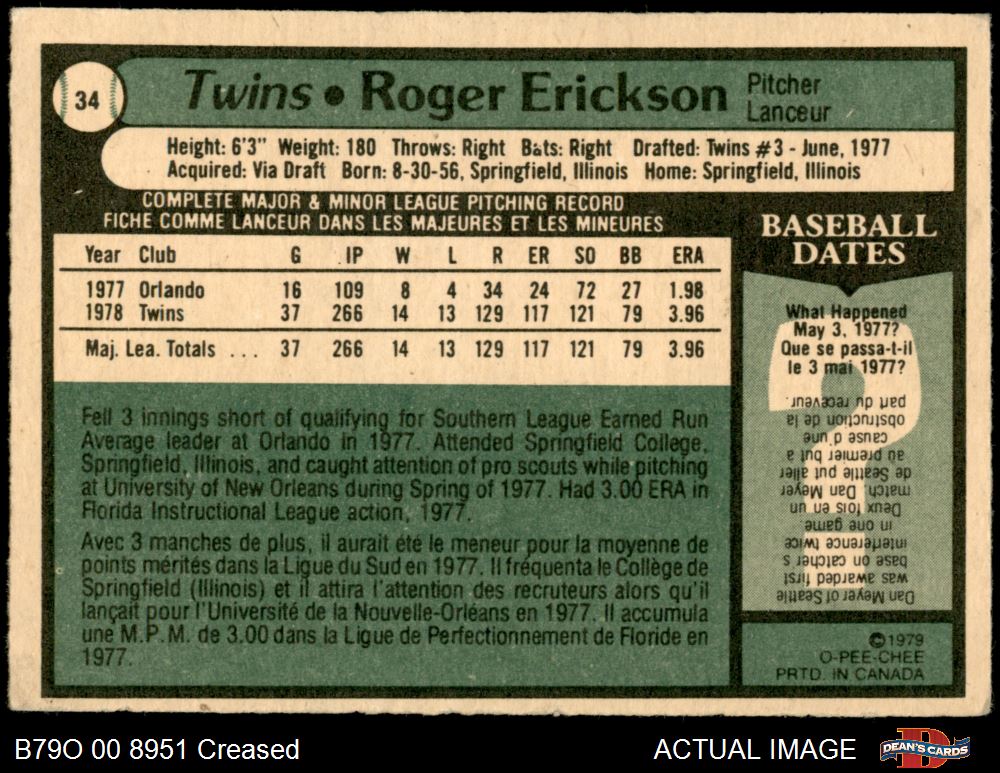 34
Twins • Roger Erickson
Pitcher
Lanceur
Height: 6'3" Weight: 180 Throws: Right Bats: Right Drafted: Twins #3 - June, 1977
Acquired: Via Draft Born: 8-30-56, Springfield, Illinois Home: Springfield, Illinois
COMPLETE MAJOR & MINOR LEAGUE PITCHING RECORD
FICHE COMME LANCEUR DANS LES MAJEURES ET LES MINEURES
Year Club G IP W L R ER SO BB ERA
1977 Orlando 16 109 8 4 34 24 72 27 1.98
1978 Twins 37 266 14 13 129 117 121 79 3.96
Maj. Lea. Totals ... 37 266 14 13 129 117 121 79 3.96
Fell 3 innings short of qualifying for Southern League Earned Run
Average leader at Orlando in 1977. Attended Springfield College,
Springfield, Illinois, and caught attention of pro scouts while pitching
at University of New Orleans during Spring of 1977. Had 3.00 ERA in
Florida Instructional League action, 1977.
Avec 3 manches de plus, il aurait été le meneur pour la moyenne de
points mérités dans la Ligue du Sud en 1977. Il fréquenta le Collège de
Springfield (Illinois) et il attira l'attention des recruteurs alors qu'il
lançait pour l'Université de la Nouvelle-Orléans en 1977. Il accumula
une M.P.M. de 3.00 dans la Ligue de Perfectionnement de Floride en
1977.
BASEBALL
DATES
What Happened
May 3, 1977?
Que se passa-t-il
le 3 mai 1977?
Dan Meyer of Seattle
was awarded first
base on catcher's
interference twice
in one game.
Deux fois en un
match Dan Meyer
de Seattle put aller
au premier but à
cause d'une
obstruction de la
part du receveur.
©1979
O-PEE-CHEE
PRTD. IN CANADA
B79O 00 8951 Creased
ACTUAL IMAGE
DEAN'S CARDS